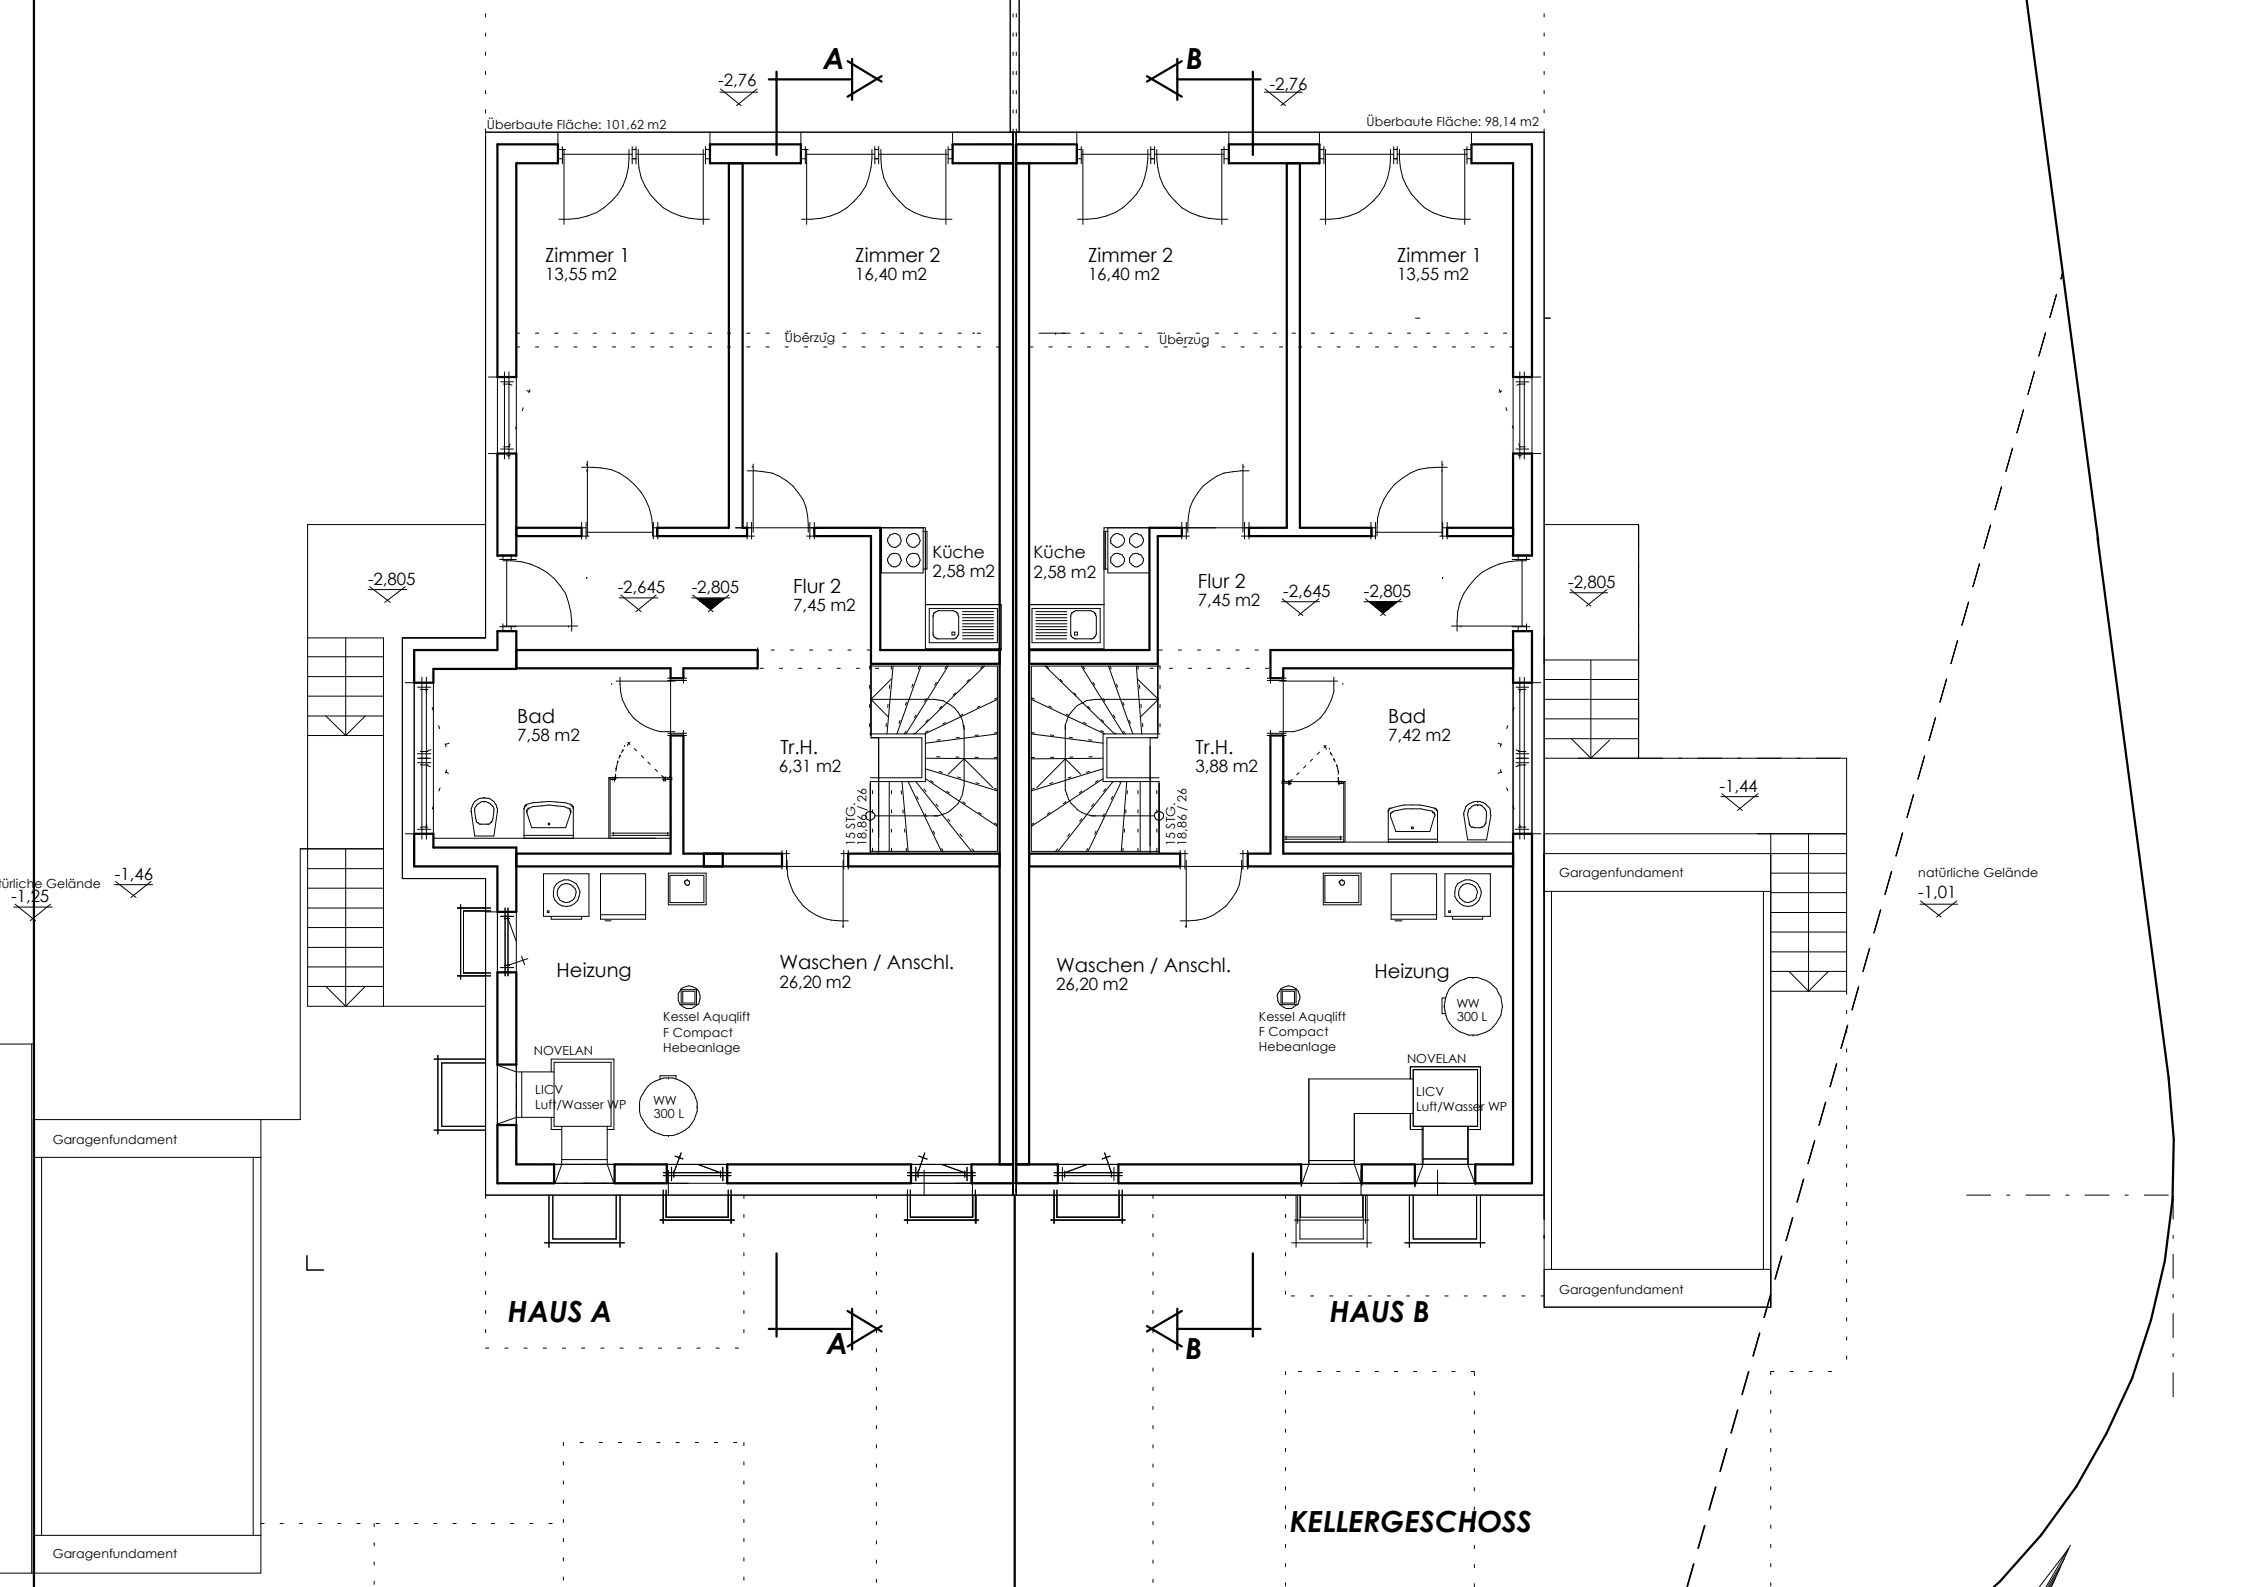 A
B
-2,76
-2,76
Überbaute Fläche: 101,62 m2
Überbaute Fläche: 98,14 m2
Zimmer 1
13,55 m2
Zimmer 2
16,40 m2
Zimmer 2
16,40 m2
Zimmer 1
13,55 m2
Überzug
Überzug
Küche
2,58 m2
Küche
2,58 m2
-2,805
-2,645
-2,805
Flur 2
7,45 m2
Flur 2
7,45 m2
-2,645
-2,805
-2,805
Bad
7,58 m2
Tr.H.
6,31 m2
15 STG.
18,86 / 26
Tr.H.
3,88 m2
15 STG.
18,86 / 26
Bad
7,42 m2
-1,44
türliche Gelände
-1,25
-1,46
Garagenfundament
natürliche Gelände
-1,01
Heizung
Waschen / Anschl.
26,20 m2
Waschen / Anschl.
26,20 m2
Heizung
Kessel Aquqlift
F Compact
Hebeanlage
Kessel Aquqlift
F Compact
Hebeanlage
WW
300 L
NOVELAN
LICV
Luft/Wasser WP
WW
300 L
NOVELAN
LICV
Luft/Wasser WP
Garagenfundament
Garagenfundament
HAUS A
A
B
HAUS B
KELLERGESCHOSS
Garagenfundament